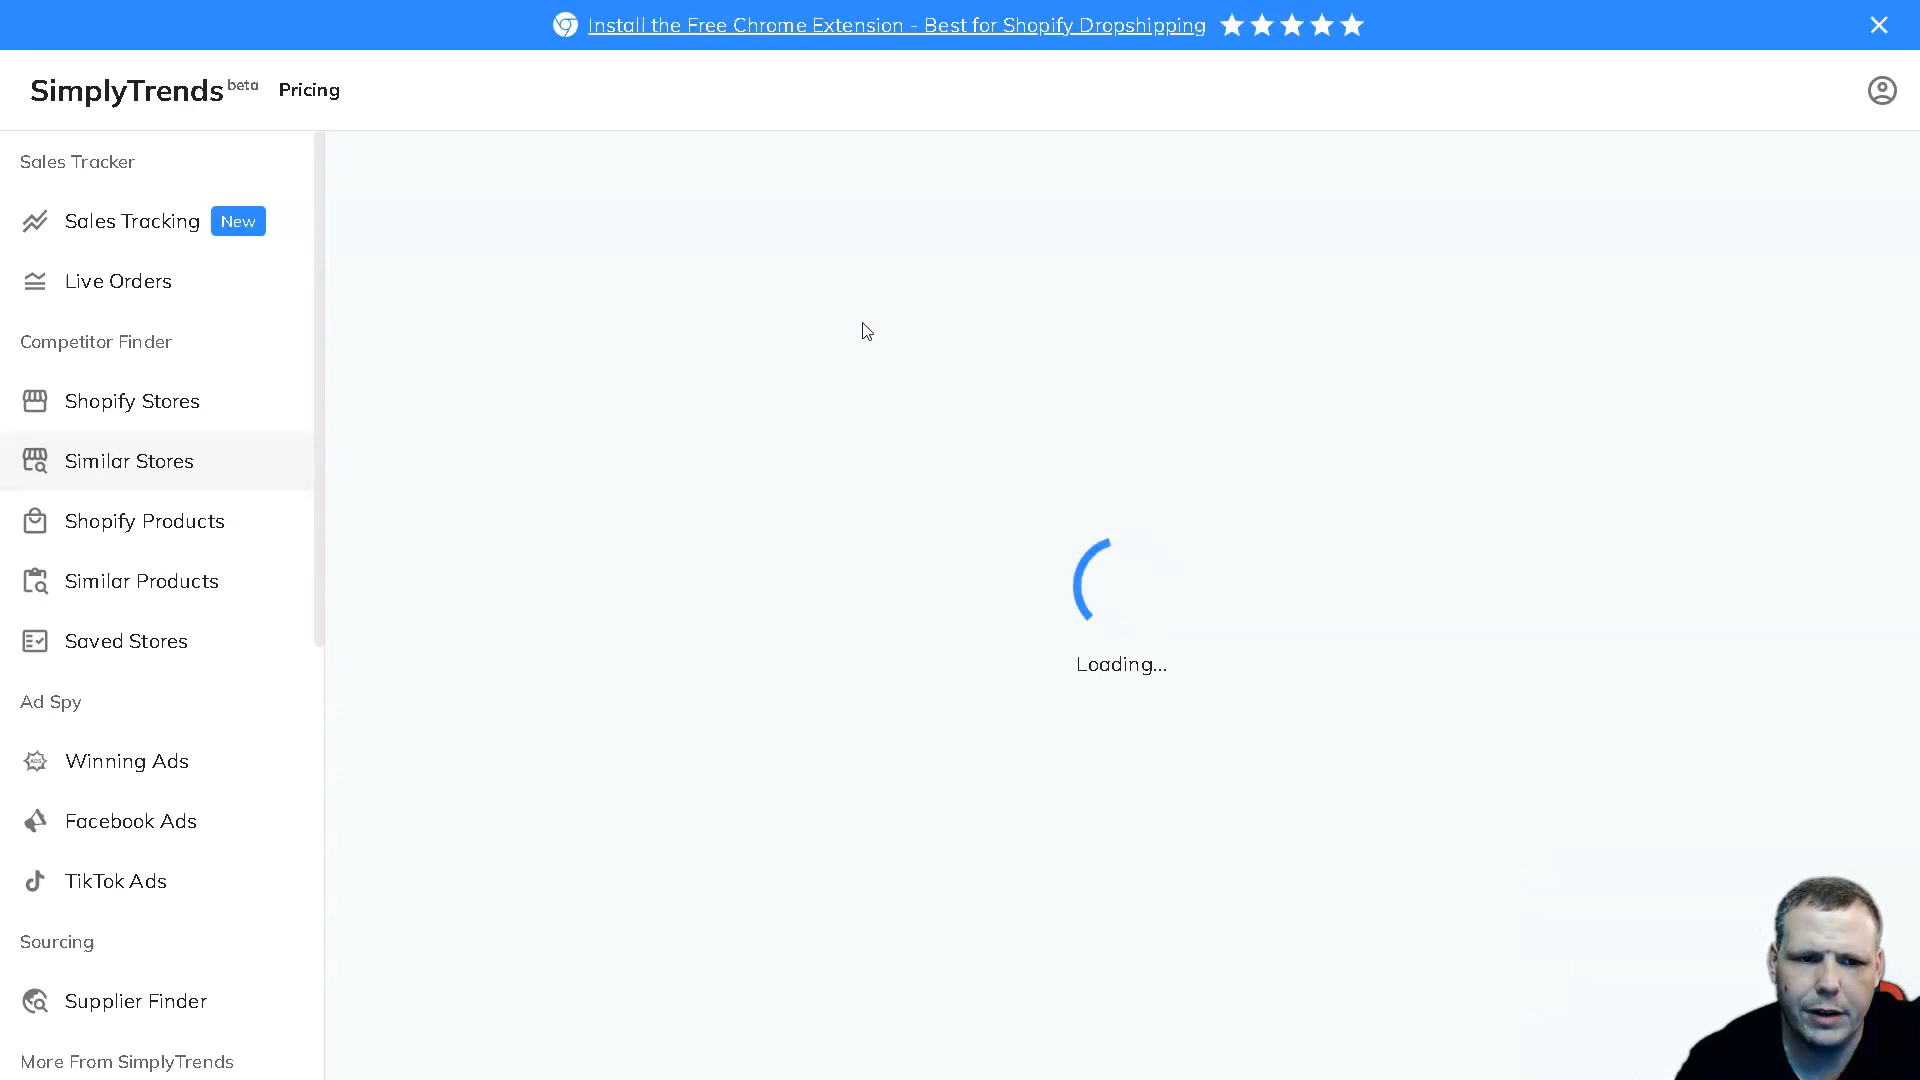 Install the Free Chrome Extension - Best for Shopify Dropshipping
SimplyTrends beta Pricing
Sales Tracker
Sales Tracking New
Live Orders
Competitor Finder
Shopify Stores
Similar Stores
Shopify Products
Similar Products
Saved Stores
Ad Spy
ADS Winning Ads
Facebook Ads
TikTok Ads
Sourcing
Supplier Finder
More From SimplyTrends
Loading...